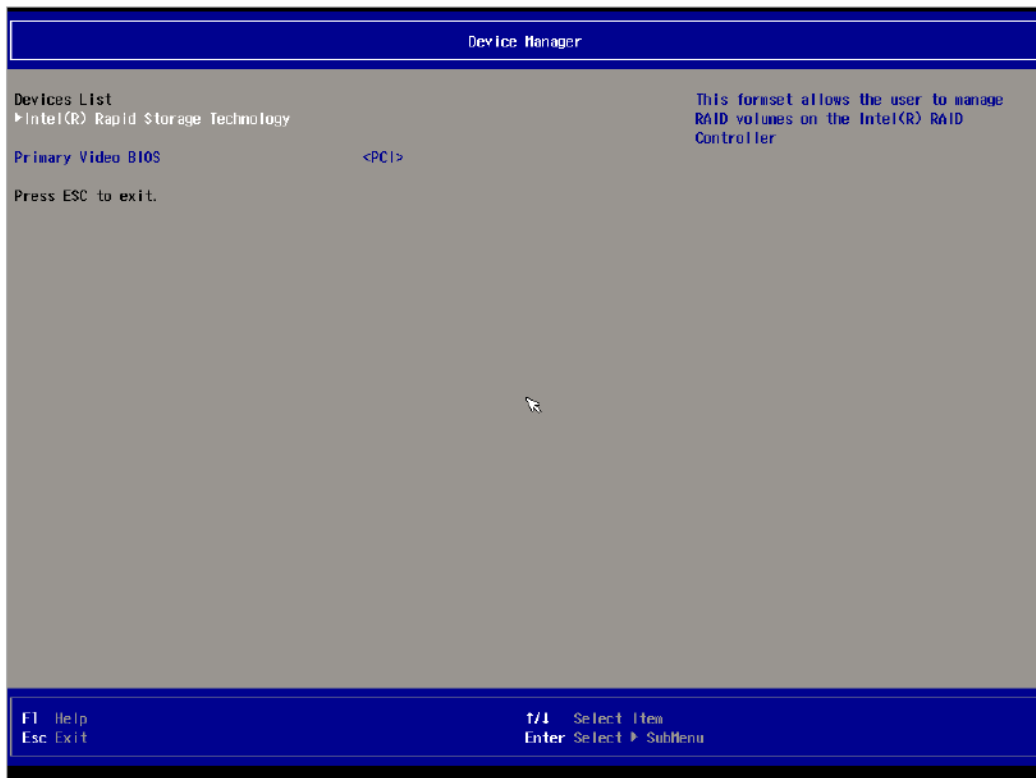 Device Manager
Devices List
▶Intel(R) Rapid Storage Technology
Primary Video BIOS <PCI>
Press ESC to exit.
This formset allows the user to manage
RAID volumes on the Intel(R) RAID
Controller
F1 Help
Esc Exit
↑/↓ Select Item
Enter Select ▶ SubMenu